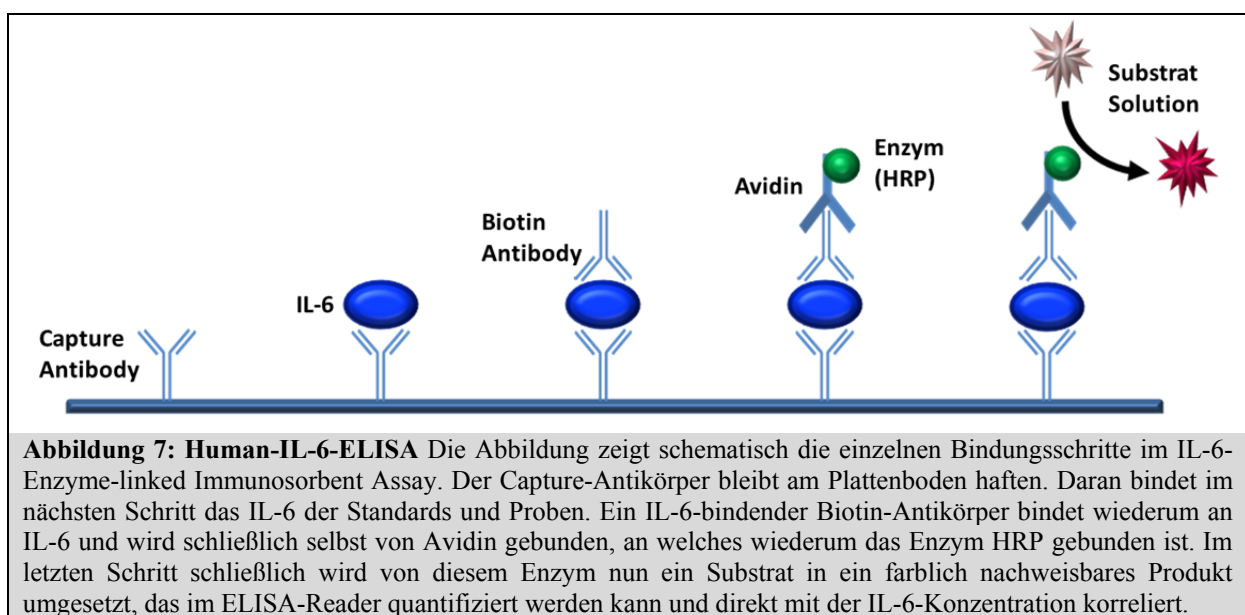 Substrat
Solution
Enzym
(HRP)
Avidin
Biotin
Antibody
IL-6
Capture
Antibody
Abbildung 7: Human-IL-6-ELISA Die Abbildung zeigt schematisch die einzelnen Bindungsschritte im IL-6-
Enzyme-linked Immunosorbent Assay. Der Capture-Antikörper bleibt am Plattenboden haften. Daran bindet im
nächsten Schritt das IL-6 der Standards und Proben. Ein IL-6-bindender Biotin-Antikörper bindet wiederum an
IL-6 und wird schließlich selbst von Avidin gebunden, an welches wiederum das Enzym HRP gebunden ist. Im
letzten Schritt schließlich wird von diesem Enzym nun ein Substrat in ein farblich nachweisbares Produkt
umgesetzt, das im ELISA-Reader quantifiziert werden kann und direkt mit der IL-6-Konzentration korreliert.